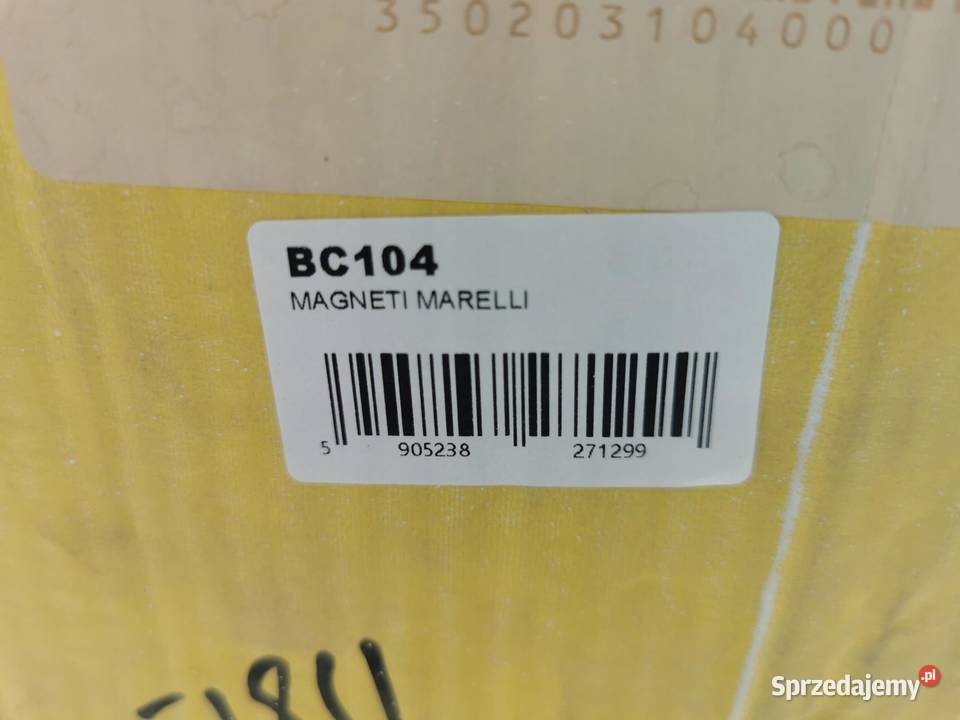 350203104000
BC104
MAGNETI MARELLI
5 905238 271299
Sprzedajemy.pl